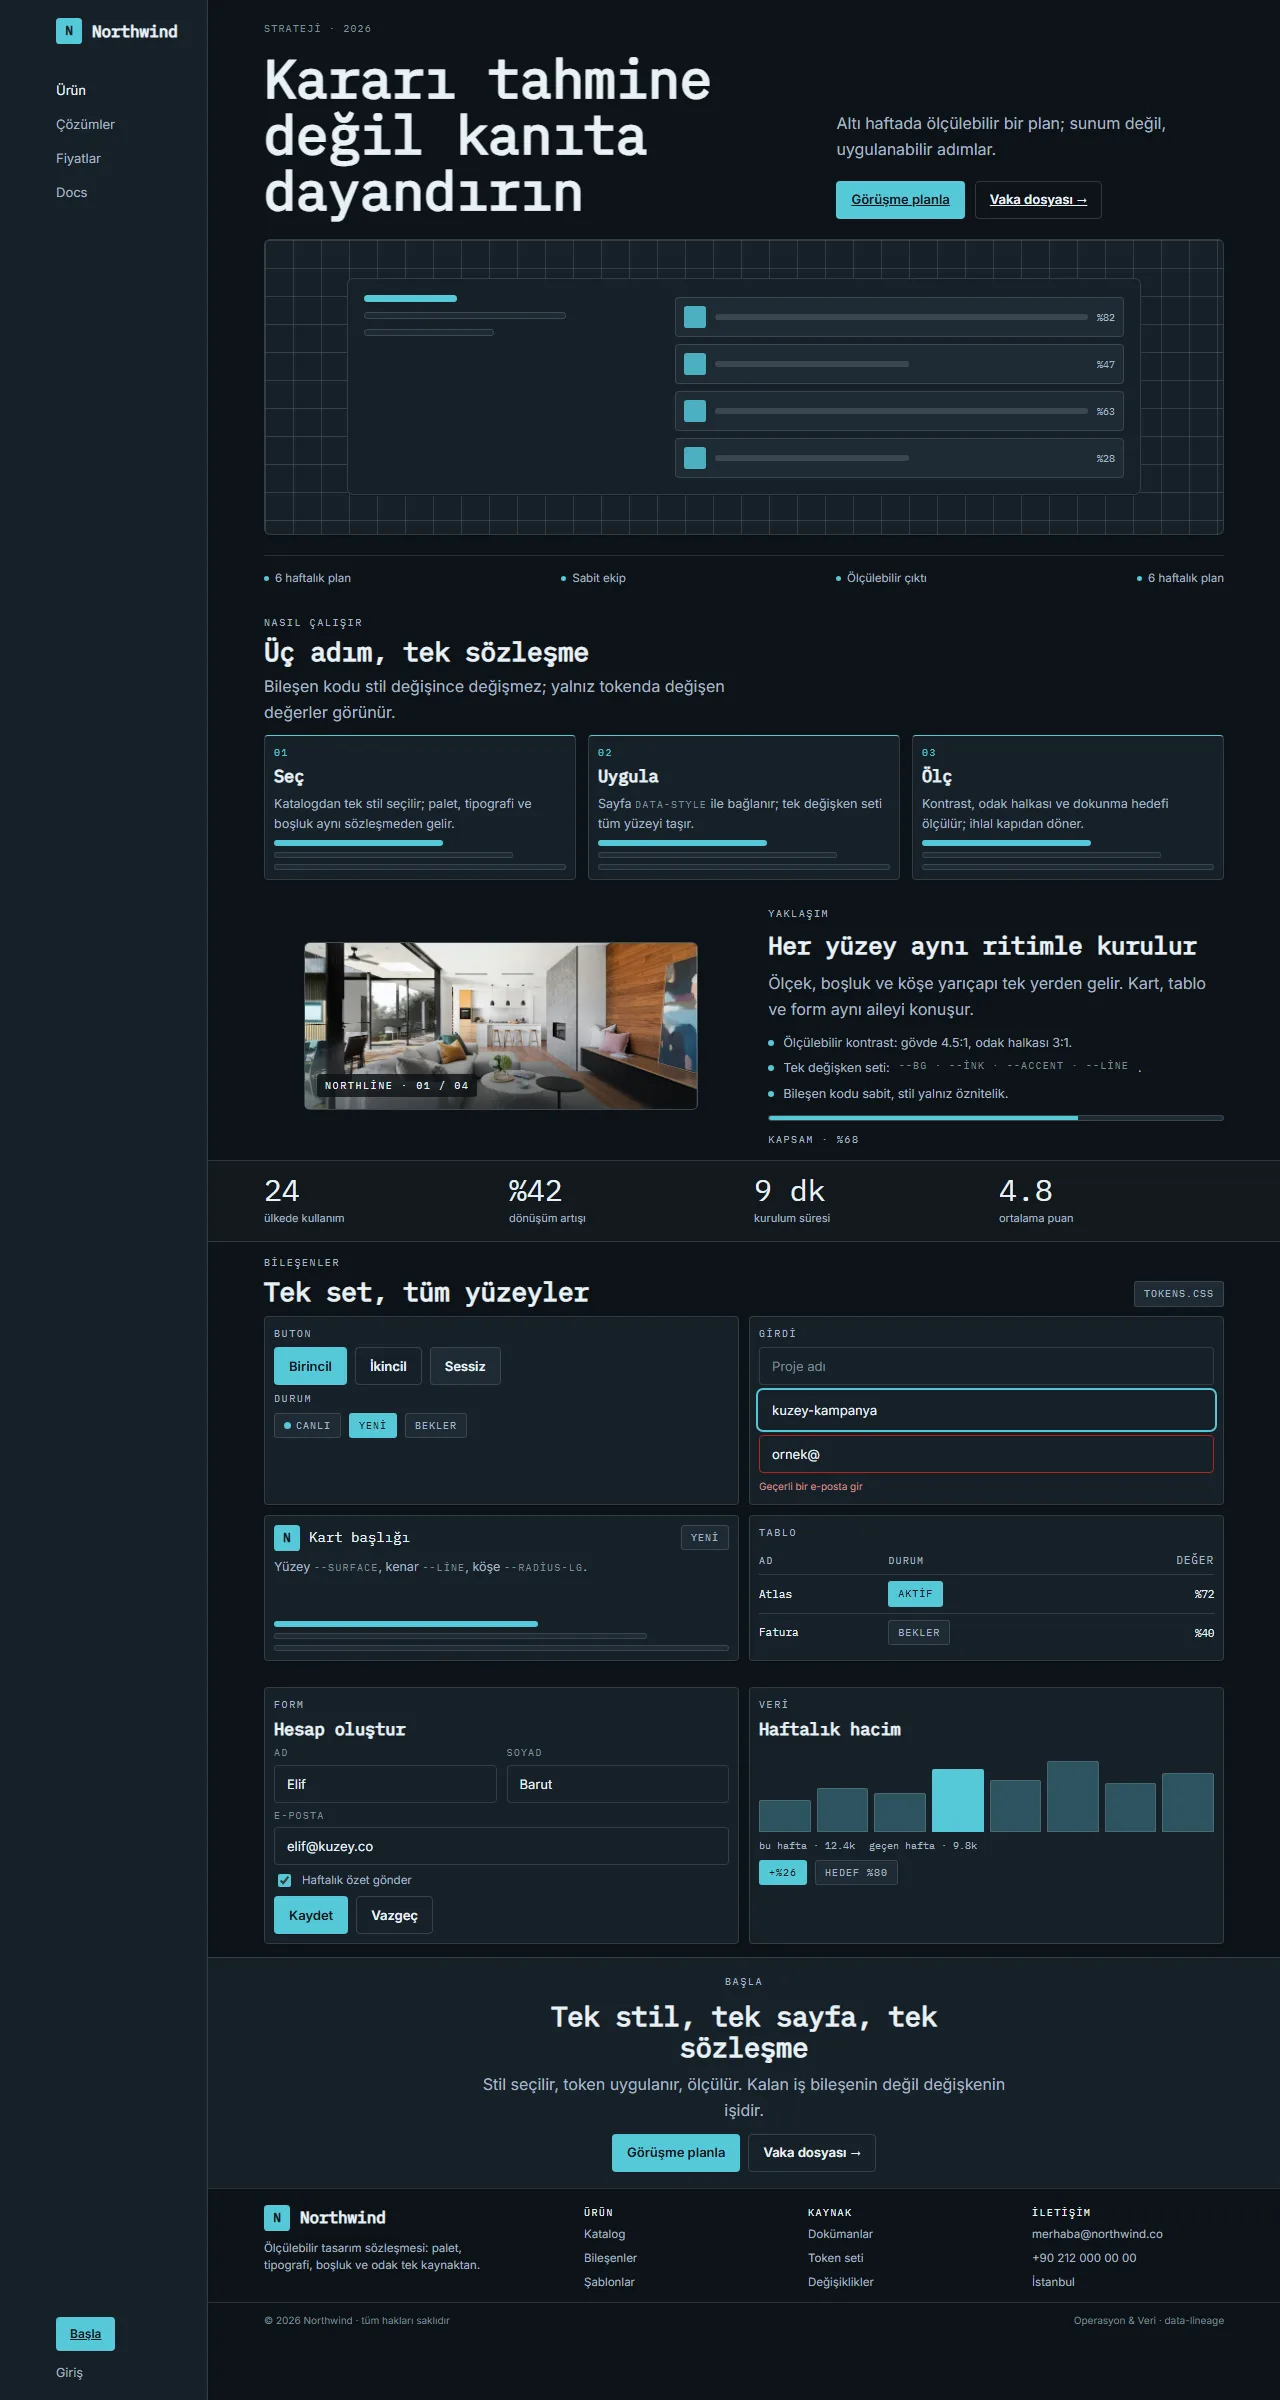 N Northwind
Ürün
Çözümler
Fiyatlar
Docs
Başla
Giriş
STRATEJİ · 2026
Kararı tahmine
değil kanıta
dayandırın
Altı haftada ölçülebilir bir plan; sunum değil,
uygulanabilir adımlar.
Görüşme planla
Vaka dosyası →
%82
%47
%63
%28
6 haftalık plan
Sabit ekip
Ölçülebilir çıktı
6 haftalık plan
NASIL ÇALIŞIR
Üç adım, tek sözleşme
Bileşen kodu stil değişince değişmez; yalnız tokenda değişen
değerler görünür.
01
Seç
Katalogdan tek stil seçilir; palet, tipografi ve
boşluk aynı sözleşmeden gelir.
02
Uygula
Sayfa DATA-STYLE ile bağlanır; tek değişken seti
tüm yüzeyi taşır.
03
Ölç
Kontrast, odak halkası ve dokunma hedefi
ölçülür; ihlal kapıdan döner.
NORTHLİNE · 01 / 04
YAKLAŞIM
Her yüzey aynı ritimle kurulur
Ölçek, boşluk ve köşe yarıçapı tek yerden gelir. Kart, tablo
ve form aynı aileyi konuşur.
Ölçülebilir kontrast: gövde 4.5:1, odak halkası 3:1.
Tek değişken seti: --BG · --İNK · --ACCENT · --LİNE .
Bileşen kodu sabit, stil yalnız öznitelik.
KAPSAM · %68
24
ülkede kullanım
%42
dönüşüm artışı
9 dk
kurulum süresi
4.8
ortalama puan
BİLEŞENLER
Tek set, tüm yüzeyler
TOKENS.CSS
BUTON
Birincil
İkincil
Sessiz
DURUM
CANLI
YENİ
BEKLER
GİRDİ
Proje adı
kuzey-kampanya
ornek@
Geçerli bir e-posta gir
N Kart başlığı
YENİ
Yüzey --SURFACE, kenar --LİNE, köşe --RADİUS-LG.
TABLO
AD DURUM DEĞER
Atlas AKTİF %72
Fatura BEKLER %40
FORM
Hesap oluştur
AD
SOYAD
Elif
Barut
E-POSTA
elif@kuzey.co
Haftalık özet gönder
Kaydet
Vazgeç
VERİ
Haftalık hacim
bu hafta · 12.4k geçen hafta · 9.8k
+%26
HEDEF %80
BAŞLA
Tek stil, tek sayfa, tek
sözleşme
Stil seçilir, token uygulanır, ölçülür. Kalan iş bileşenin değil değişkenin
işidir.
Görüşme planla
Vaka dosyası →
N Northwind
Ölçülebilir tasarım sözleşmesi: palet,
tipografi, boşluk ve odak tek kaynaktan.
ÜRÜN
Katalog
Bileşenler
Şablonlar
KAYNAK
Dokümanlar
Token seti
Değişiklikler
İLETİŞİM
merhaba@northwind.co
+90 212 000 00 00
İstanbul
© 2026 Northwind · tüm hakları saklıdır
Operasyon & Veri · data-lineage